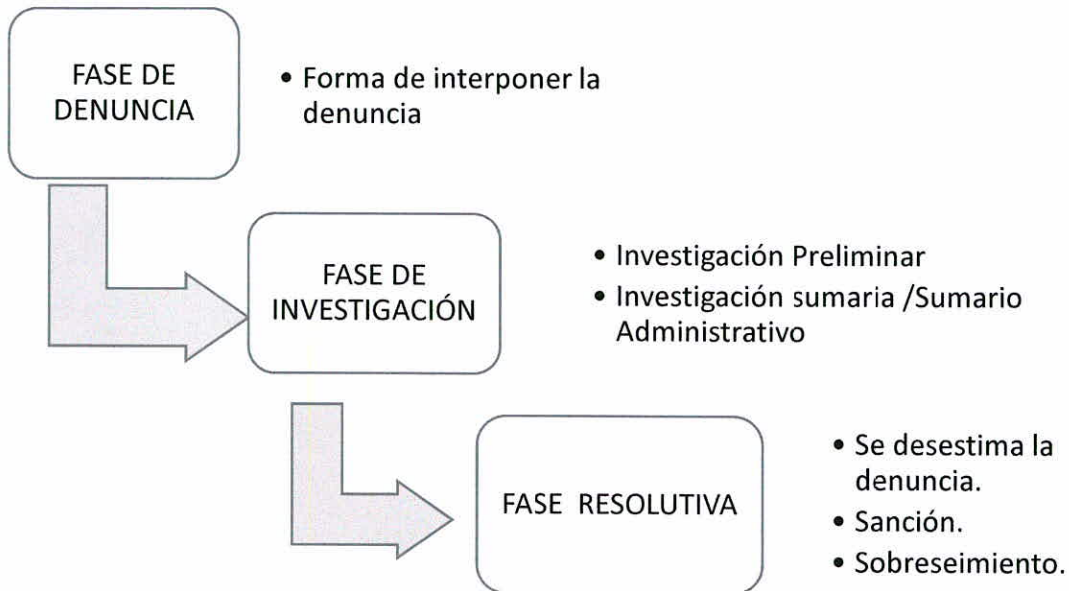 FASE DE
DENUNCIA
• Forma de interponer la
denuncia
FASE DE
INVESTIGACIÓN
• Investigación Preliminar
• Investigación sumaria /Sumario
Administrativo
FASE RESOLUTIVA
• Se desestima la
denuncia.
• Sanción.
• Sobreseimiento.